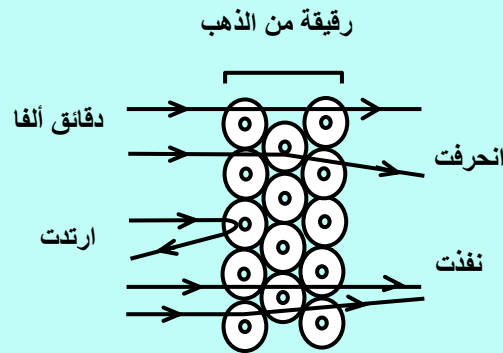 رقيقة من الذهب
دقائق ألفا
انحرفت
ارتدت
نفذت